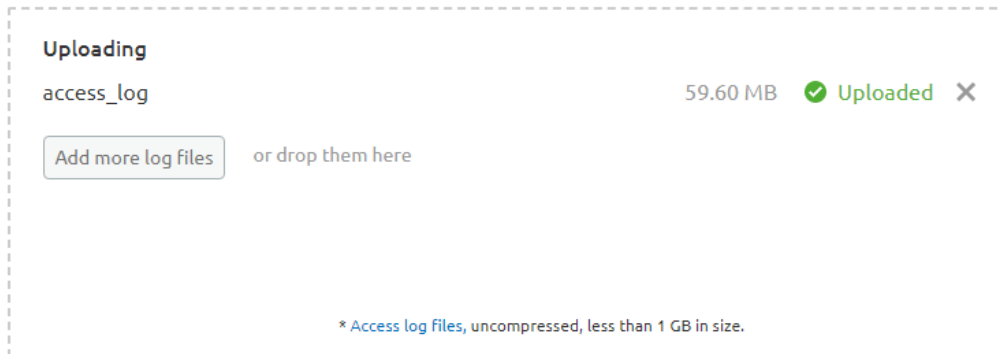 Uploading
access_log 59.60 MB Uploaded
Add more log files or drop them here
* Access log files, uncompressed, less than 1 GB in size.